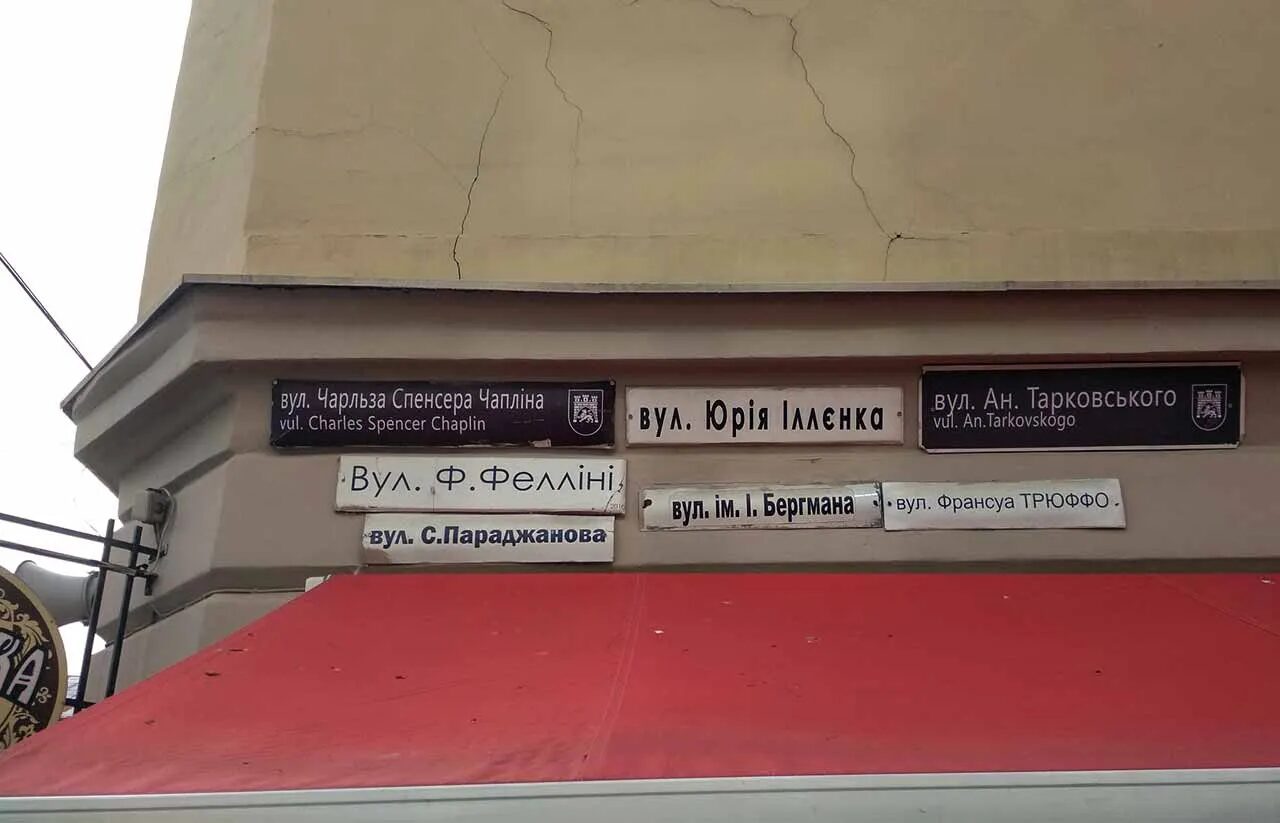 вул. Чарльза Спенсера Чапліна
vul. Charles Spencer Chaplin
вул. Юрія Іллєнка
вул. Ан. Тарковського
vul. An.Tarkovskogo
Вул. Ф.Фелліні
вул. ім. І. Бергмана
вул. Франсуа ТРЮФФО
вул. С.Параджанова